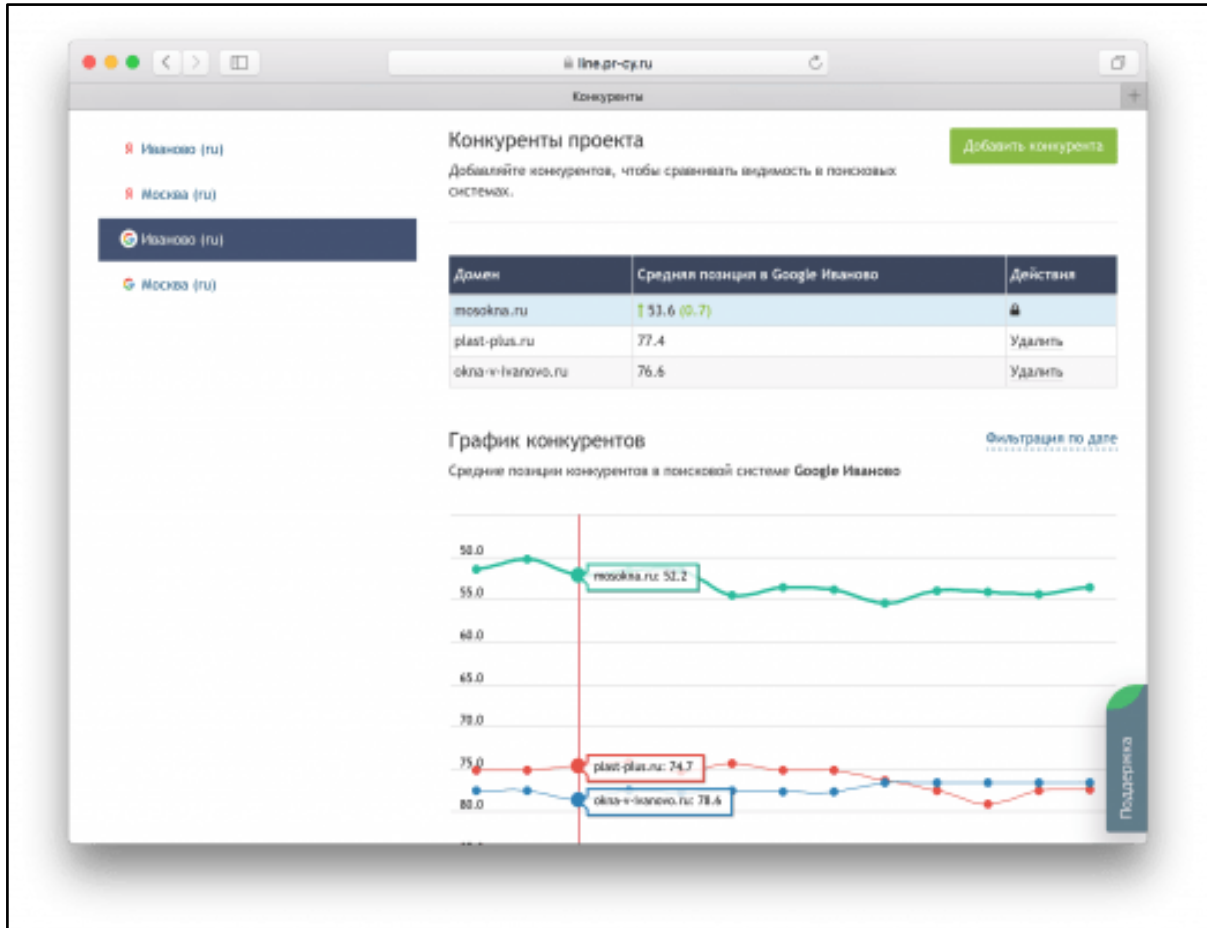 line.pr-cy.ru
Конкуренты
Я Иваново (ru)
Я Москва (ru)
G Иваново (ru)
G Москва (ru)
Конкуренты проекта
Добавить конкурента
Добавляйте конкурентов, чтобы сравнивать видимость в поисковых
системах.
Домен Средняя позиция в Google Иваново Действия
mosokna.ru ↑ 53.6 (0.7)
plast-plus.ru 77.4 Удалить
okna-v-ivanovo.ru 76.6 Удалить
График конкурентов
Фильтрация по дате
Средние позиции конкурентов в поисковой системе Google Иваново
50.0
mosokna.ru: 52.2
55.0
60.0
65.0
70.0
75.0
plast-plus.ru: 74.7
okna-v-ivanovo.ru: 78.6
80.0
Поддержка